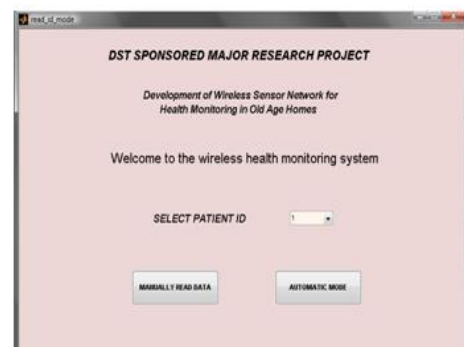 read_id_mode
DST SPONSORED MAJOR RESEARCH PROJECT
Development of Wireless Sensor Network for
Health Monitoring in Old Age Homes
Welcome to the wireless health monitoring system
SELECT PATIENT ID
1
MANUALLY READ DATA
AUTOMATIC MODE